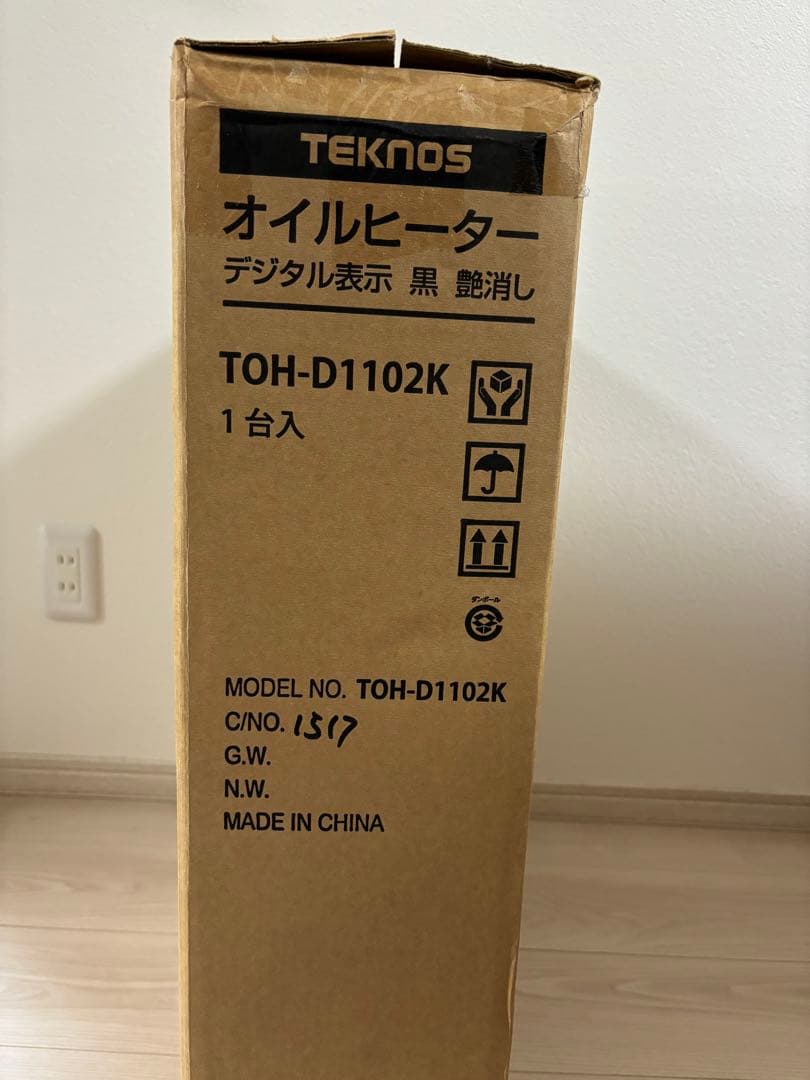 TEKNOS
オイルヒーター
デジタル表示 黒 艶消し
TOH-D1102K
1台入
ダンボール
MODEL NO. TOH-D1102K
C/NO. 1517
G.W.
N.W.
MADE IN CHINA